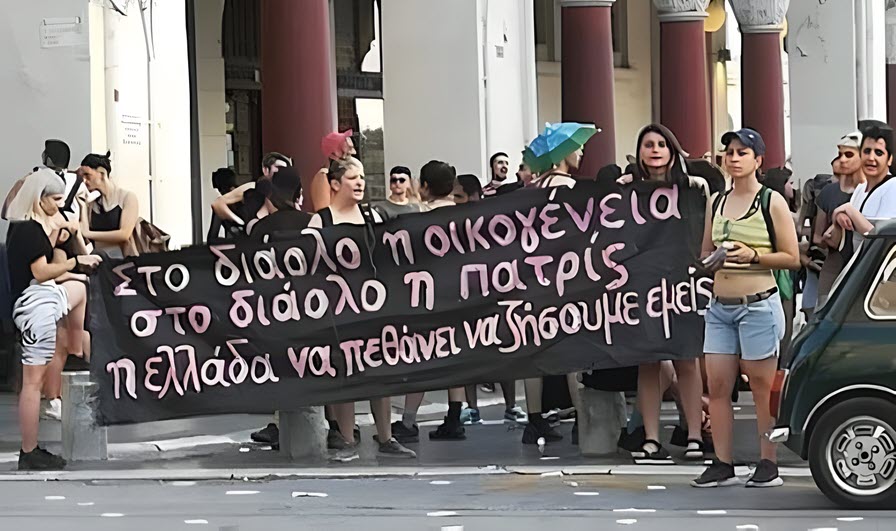 Στο διάολο η οικογένεια
στο διάολο η πατρίς
η ελλάδα να πεθάνει να ζήσουμε εμείς